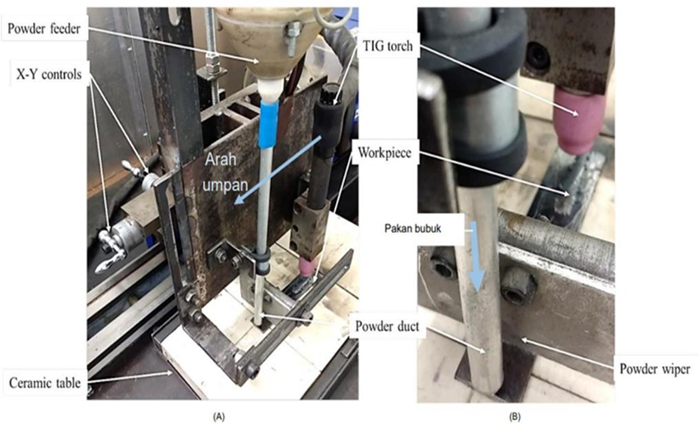 Powder feeder
TIG torch
X-Y controls
Arah
umpan
Workpiece
Pakan bubuk
Powder duct
Ceramic table
Powder wiper
(A)
(B)